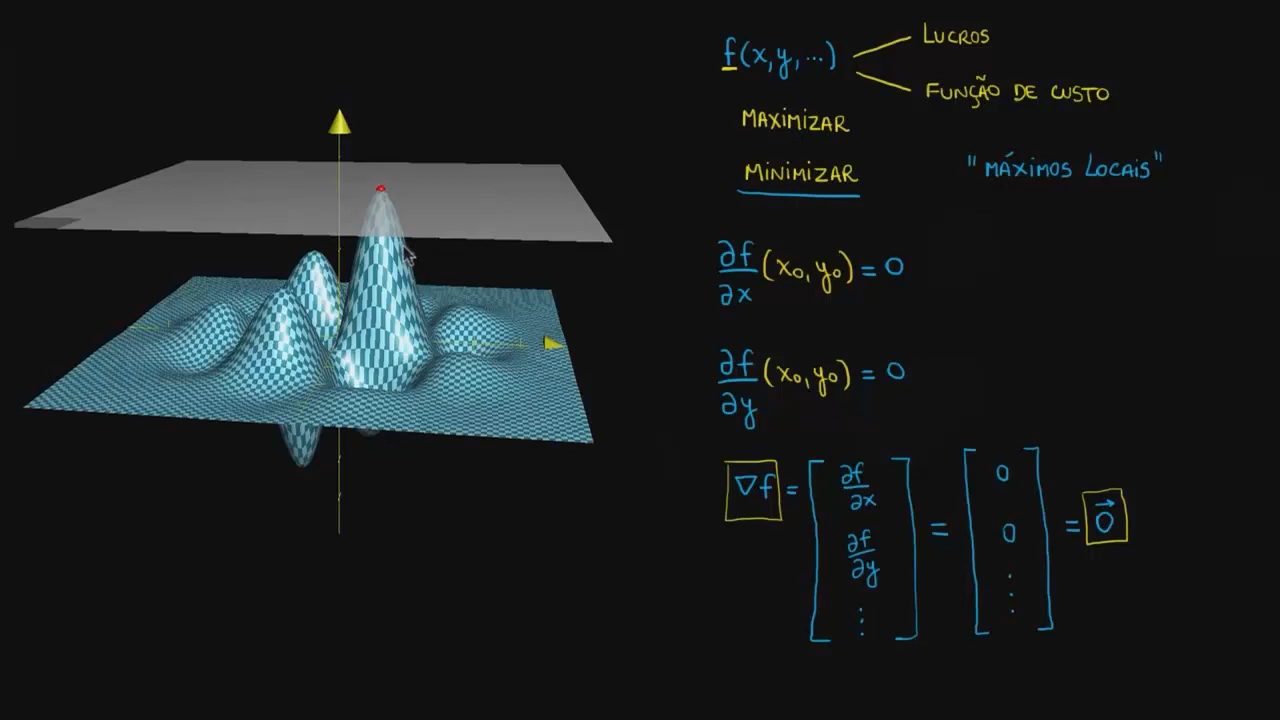 f(x,y,...)
LUCROS
FUNÇÃO DE CUSTO
MAXIMIZAR
MINIMIZAR
"MÁXIMOS LOCAIS"
∂f/∂x (x₀, y₀) = 0
∂f/∂y (x₀, y₀) = 0
∇f = [ ∂f/∂x ∂f/∂y ⋮ ] = [ 0 0 ⋮ ] = 0⃗